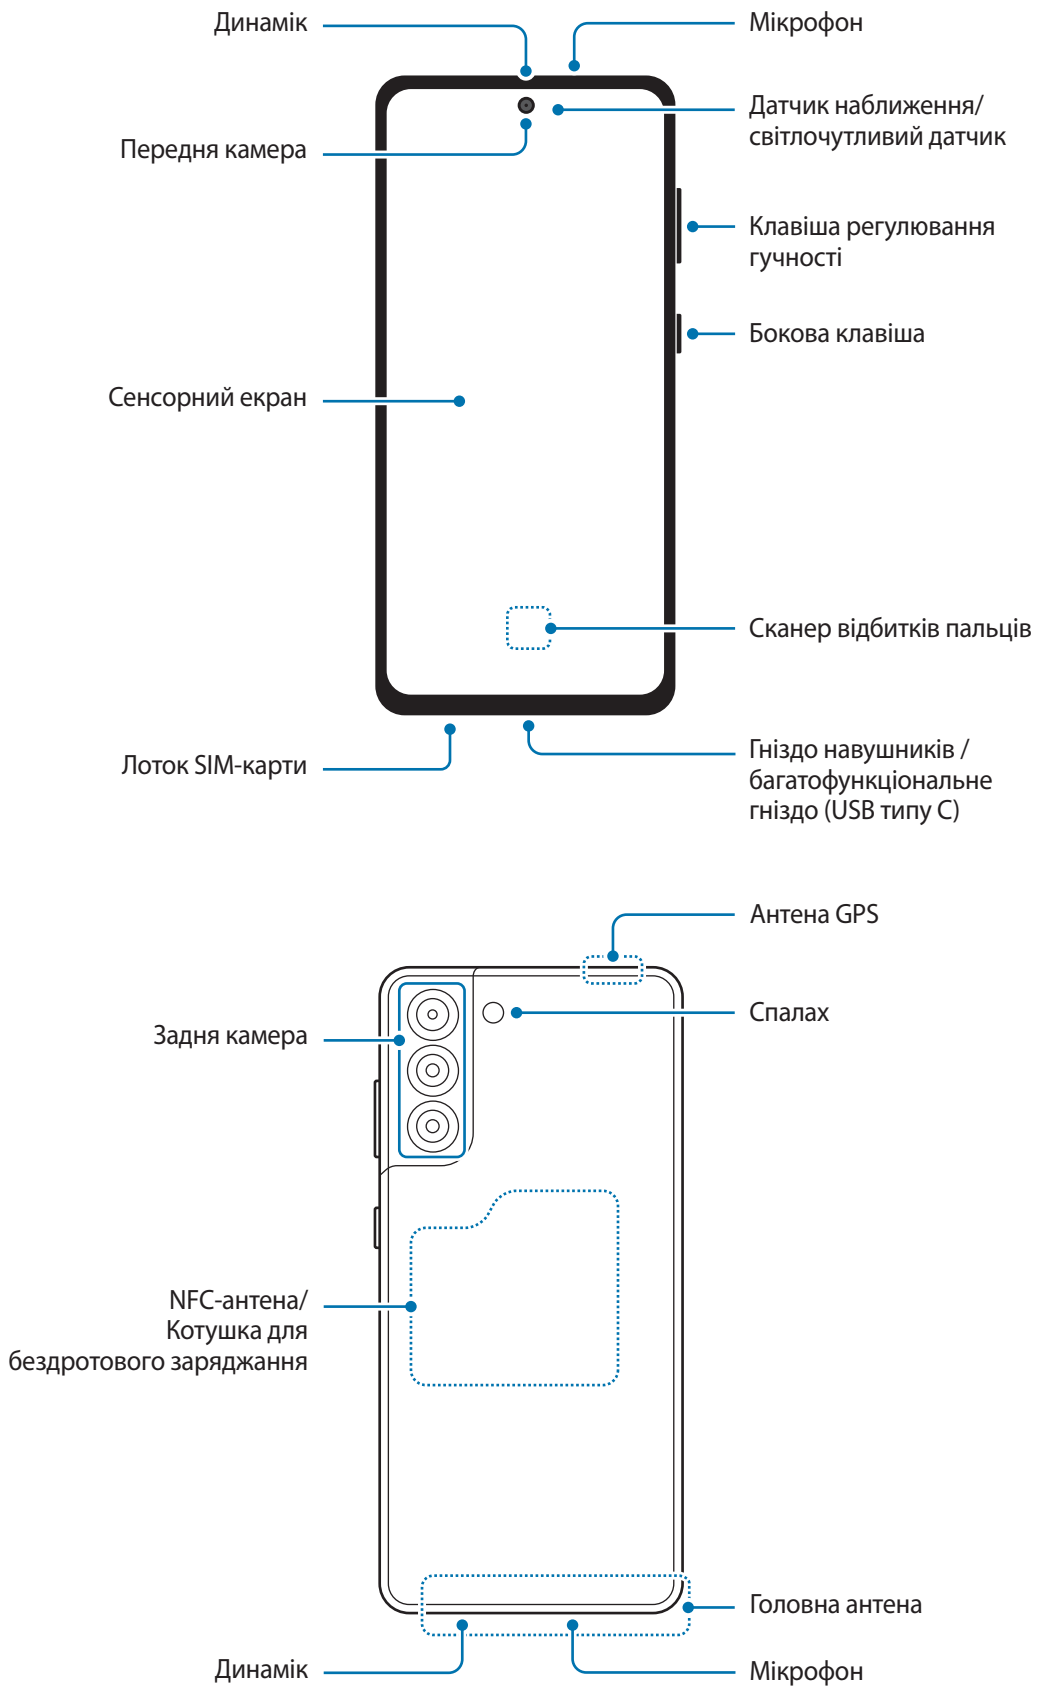 Динамік
Мікрофон
Датчик наближення/
світлочутливий датчик
Передня камера
Клавіша регулювання
гучності
Бокова клавіша
Сенсорний екран
Сканер відбитків пальців
Лоток SIM-карти
Гніздо навушників /
багатофункціональне
гніздо (USB типу C)
Антена GPS
Спалах
Задня камера
NFC-антена/
Котушка для
бездротового заряджання
Головна антена
Динамік
Мікрофон